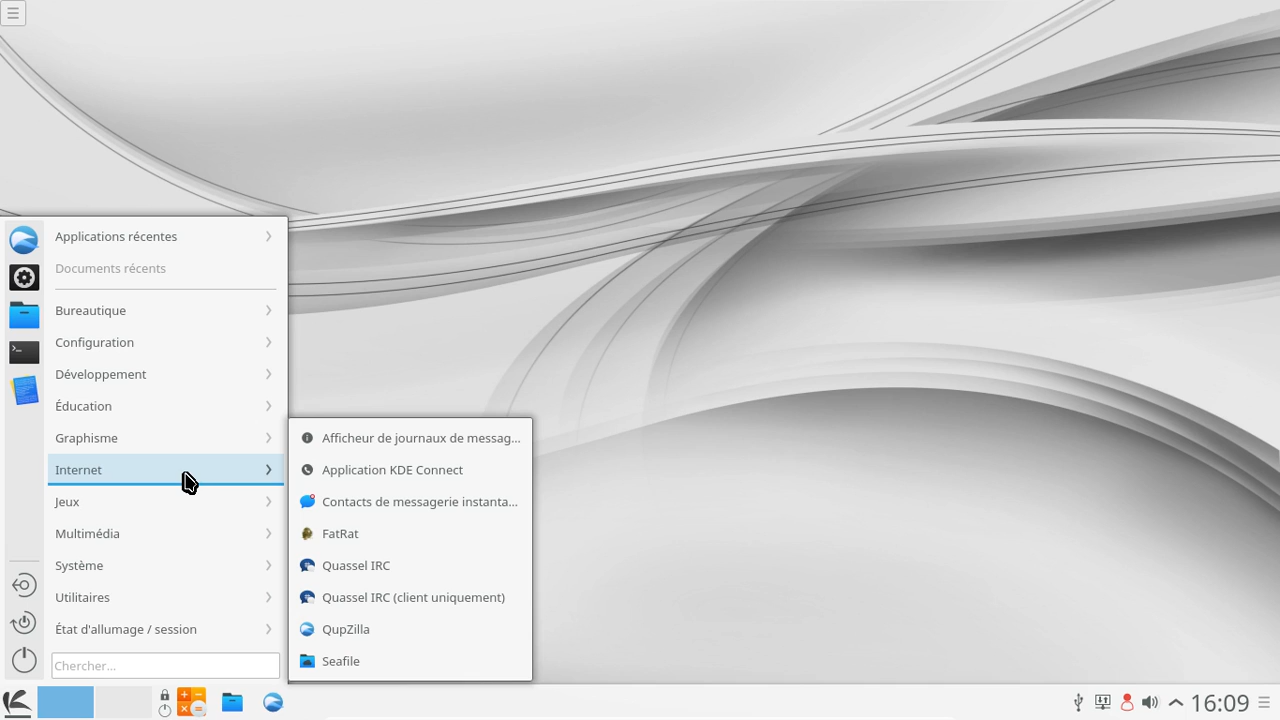 Applications récentes
Documents récents
Bureautique
Configuration
Développement
Éducation
Graphisme
Internet
Jeux
Multimédia
Système
Utilitaires
État d'allumage / session
Chercher...
Afficheur de journaux de messag...
Application KDE Connect
Contacts de messagerie instanta...
FatRat
Quassel IRC
Quassel IRC (client uniquement)
QupZilla
Seafile
16:09